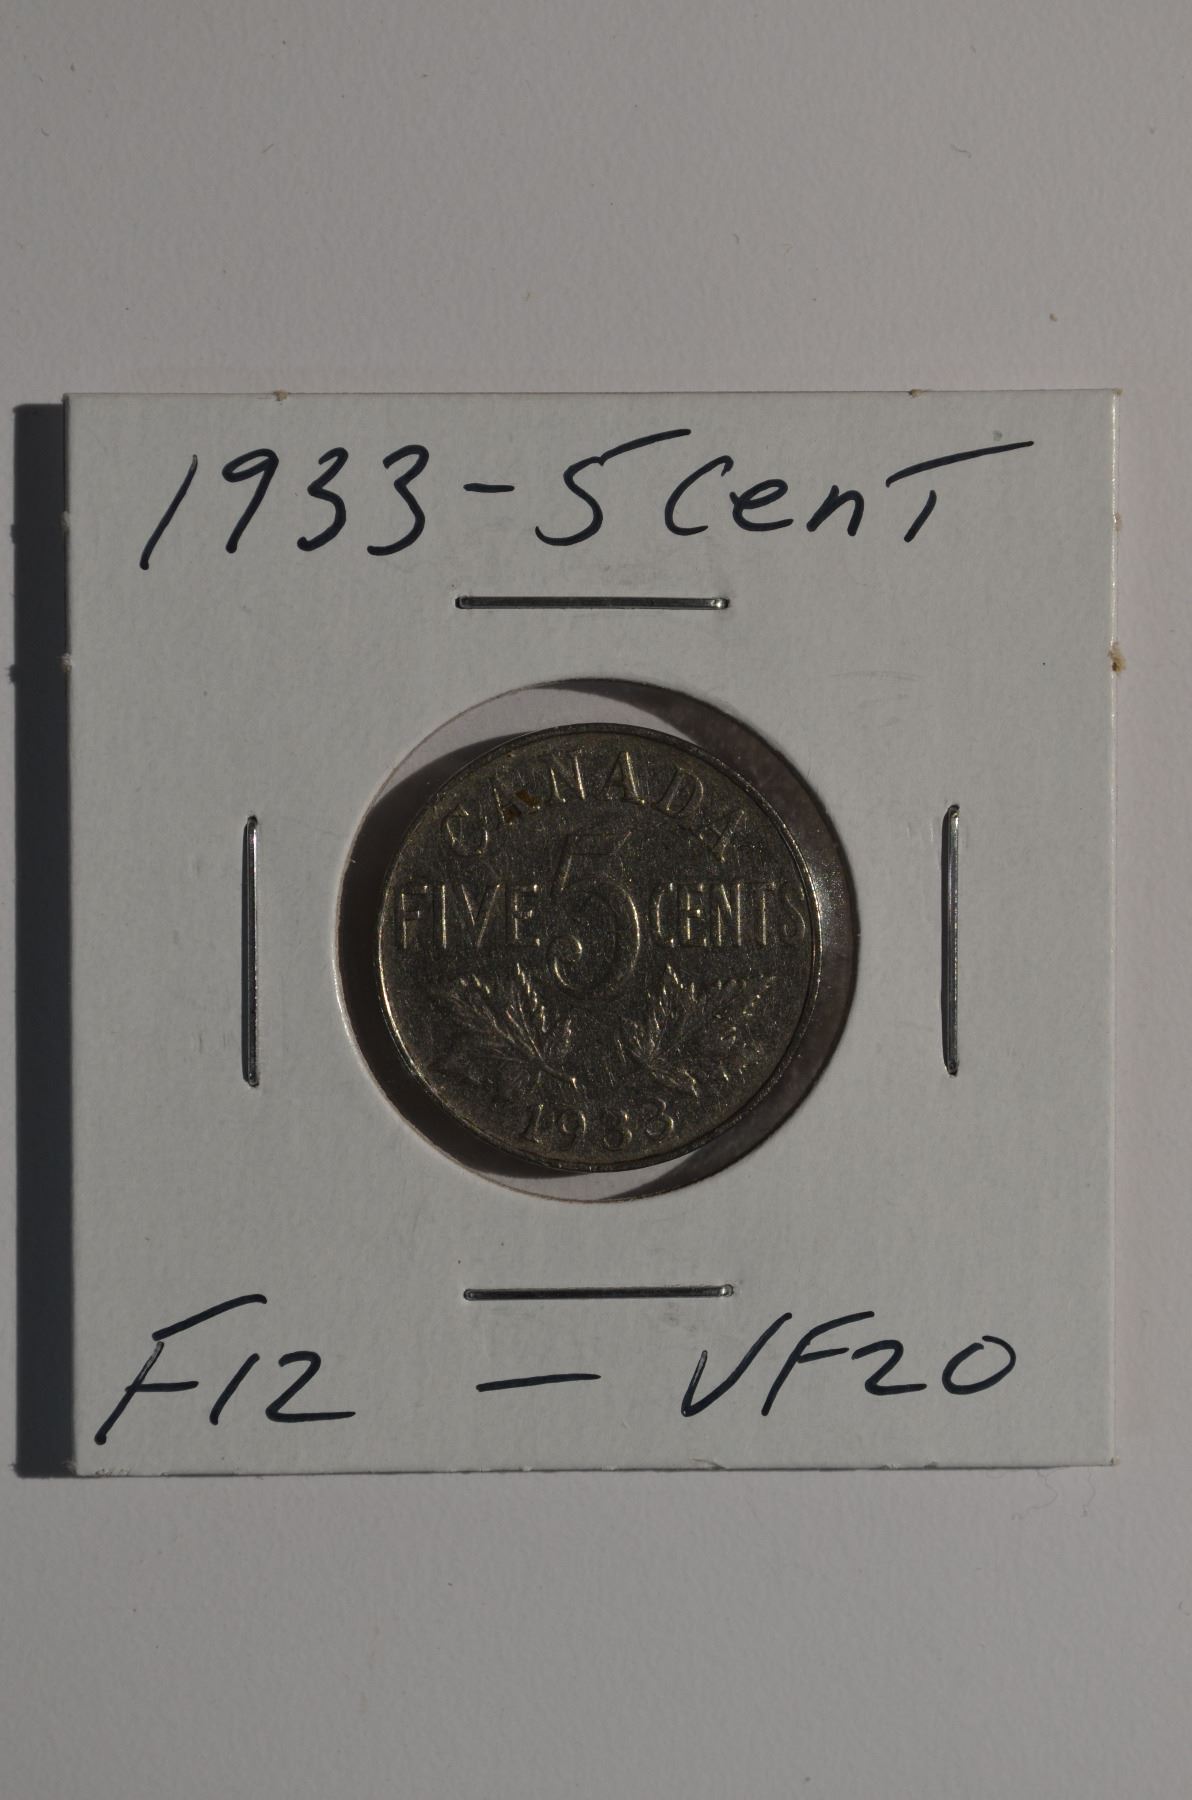 1933 - 5 CenT
CANADA
FIVE 5 CENTS
1933
F12 — VF20